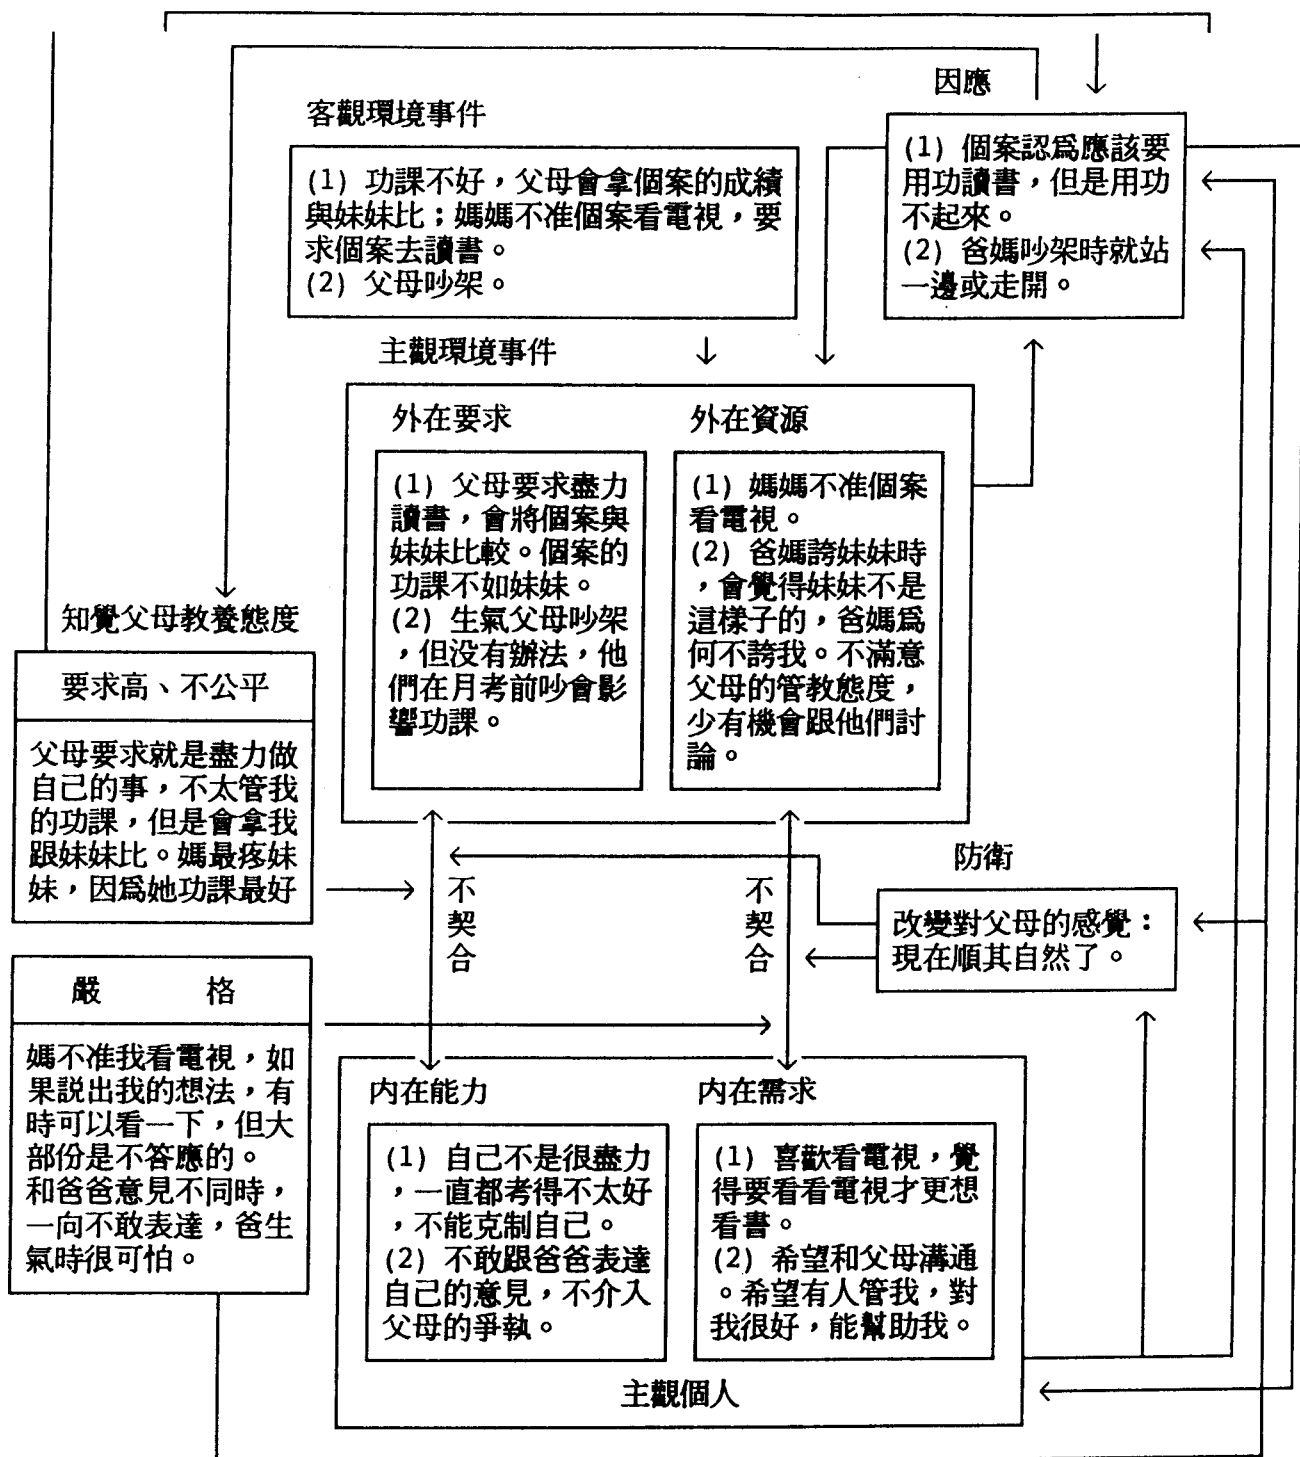 因應
(1) 個案認爲應該要
用功讀書，但是用功
不起來。
(2) 爸媽吵架時就站
一邊或走開。
客觀環境事件
(1) 功課不好，父母會拿個案的成績
與妹妹比；媽媽不准個案看電視，要
求個案去讀書。
(2) 父母吵架。
主觀環境事件
外在要求
(1) 父母要求盡力
讀書，會將個案與
妹妹比較。個案的
功課不如妹妹。
(2) 生氣父母吵架
，但没有辦法，他
們在月考前吵會影
響功課。
外在資源
(1) 媽媽不准個案
看電視。
(2) 爸媽誇妹妹時
，會覺得妹妹不是
這樣子的，爸媽爲
何不誇我。不滿意
父母的管教態度，
少有機會跟他們討
論。
知覺父母教養態度
要求高、不公平
父母要求就是盡力做
自己的事，不太管我
的功課，但是會拿我
跟妹妹比。媽最疼妹
妹，因爲她功課最好
嚴 格
媽不准我看電視，如
果説出我的想法，有
時可以看一下，但大
部份是不答應的。
和爸爸意見不同時，
一向不敢表達，爸生
氣時很可怕。
不契合
不契合
防衛
改變對父母的感覺：
現在順其自然了。
内在能力
(1) 自己不是很盡力
，一直都考得不太好
，不能克制自己。
(2) 不敢跟爸爸表達
自己的意見，不介入
父母的爭執。
内在需求
(1) 喜歡看電視，覺
得要看看電視才更想
看書。
(2) 希望和父母溝通
。希望有人管我，對
我很好，能幫助我。
主觀個人